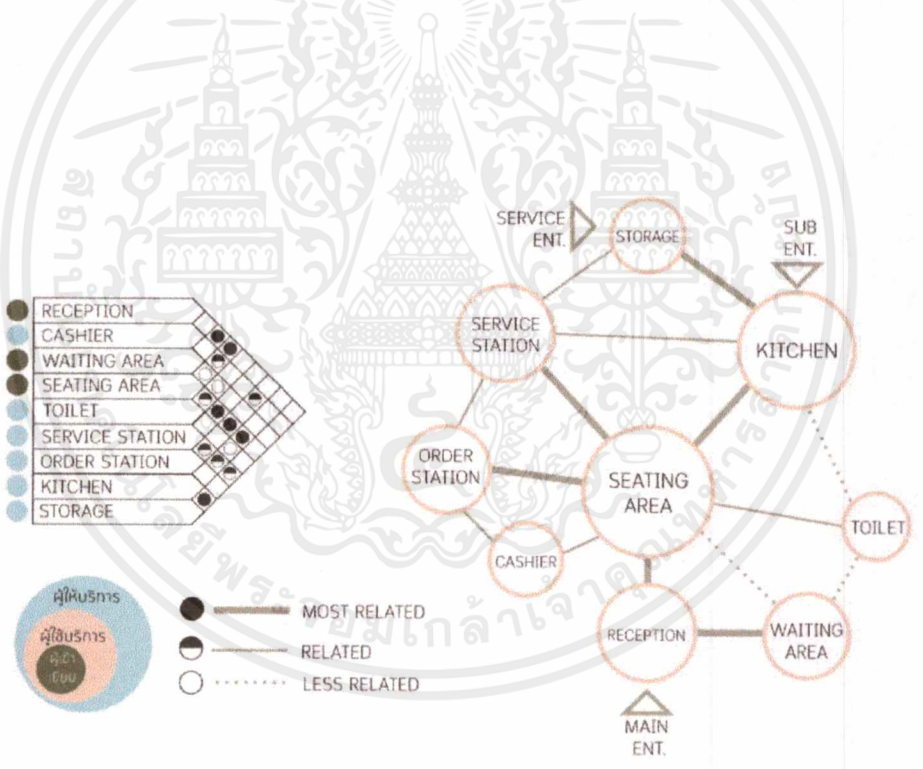 SERVICE
ENT.
STORAGE
SUB
ENT.
SERVICE
STATION
KITCHEN
RECEPTION
CASHIER
WAITING AREA
SEATING AREA
TOILET
SERVICE STATION
ORDER STATION
KITCHEN
STORAGE
ORDER
STATION
SEATING
AREA
TOILET
CASHIER
RECEPTION
WAITING
AREA
MAIN
ENT.
ผู้ให้บริการ
ผู้ใช้บริการ
MOST RELATED
RELATED
LESS RELATED